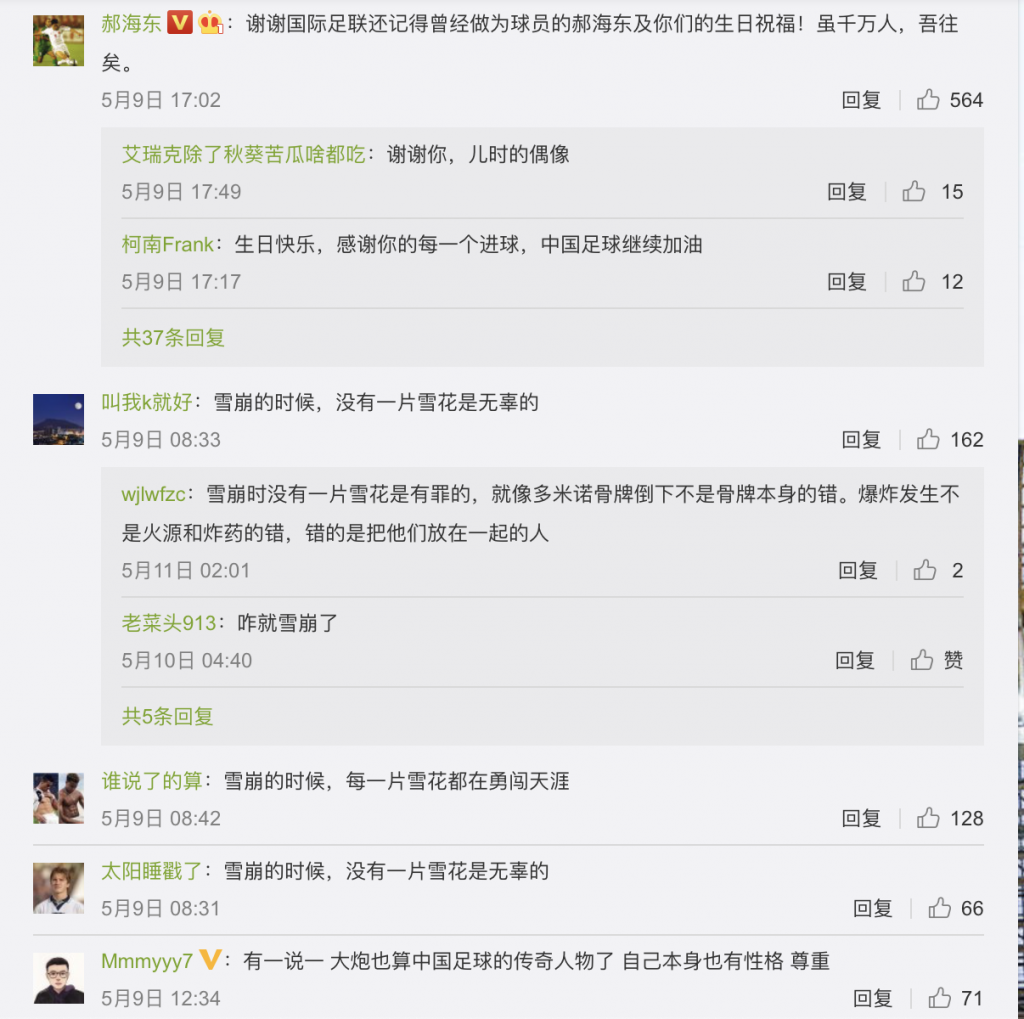 郝海东：谢谢国际足联还记得曾经做为球员的郝海东及你们的生日祝福！虽千万人，吾往
矣。
5月9日 17:02 回复 564
艾瑞克除了秋葵苦瓜啥都吃：谢谢你，儿时的偶像
5月9日 17:49 回复 15
柯南Frank：生日快乐，感谢你的每一个进球，中国足球继续加油
5月9日 17:17 回复 12
共37条回复
叫我k就好：雪崩的时候，没有一片雪花是无辜的
5月9日 08:33 回复 162
wjlwfzc：雪崩时没有一片雪花是有罪的，就像多米诺骨牌倒下不是骨牌本身的错。爆炸发生不
是火源和炸药的错，错的是把他们放在一起的人
5月11日 02:01 回复 2
老菜头913：咋就雪崩了
5月10日 04:40 回复 赞
共5条回复
谁说了的算：雪崩的时候，每一片雪花都在勇闯天涯
5月9日 08:42 回复 128
太阳睡戳了：雪崩的时候，没有一片雪花是无辜的
5月9日 08:31 回复 66
Mmmyyy7：有一说一 大炮也算中国足球的传奇人物了 自己本身也有性格 尊重
5月9日 12:34 回复 71